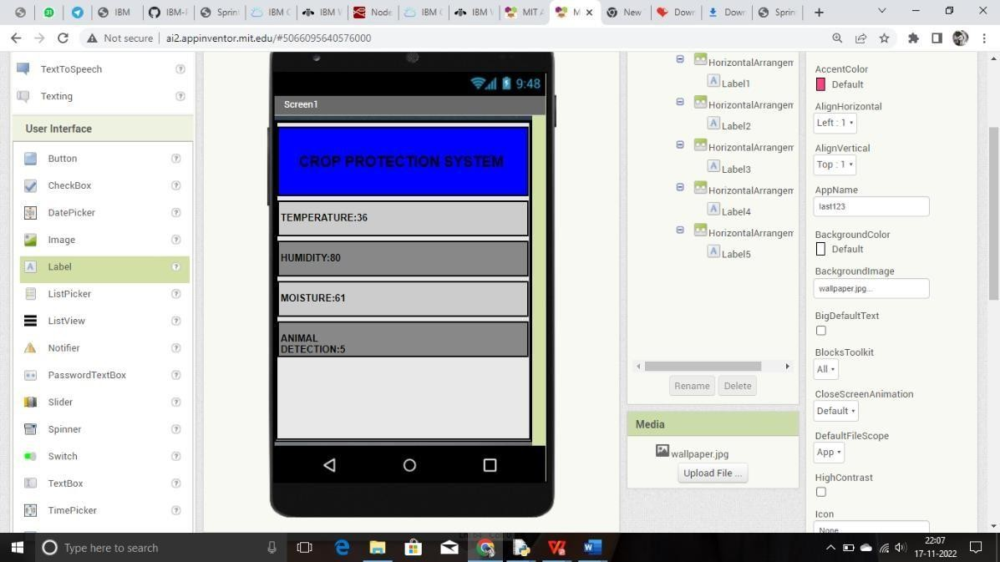 IBM
IBM-
Sprin
IBM C
IBM W
Node
IBM C
IBM W
MIT A
M
New
Down
Down
Sprin
Not secure
ai2.appinventor.mit.edu/#5066095640576000
TextToSpeech
Texting
User Interface
Button
CheckBox
DatePicker
Image
Label
ListPicker
ListView
Notifier
PasswordTextBox
Slider
Spinner
Switch
TextBox
TimePicker
9:48
Screen1
CROP PROTECTION SYSTEM
TEMPERATURE:36
HUMIDITY:80
MOISTURE:61
ANIMAL
DETECTION:5
HorizontalArrangem
Label1
HorizontalArrangem
Label2
HorizontalArrangem
Label3
HorizontalArrangem
Label4
HorizontalArrangem
Label5
Rename
Delete
Media
wallpaper.jpg
Upload File ...
AccentColor
Default
AlignHorizontal
Left : 1
AlignVertical
Top : 1
AppName
last123
BackgroundColor
Default
BackgroundImage
wallpaper.jpg...
BigDefaultText
BlocksToolkit
All
CloseScreenAnimation
Default
DefaultFileScope
App
HighContrast
Icon
None
Type here to search
22:07
17-11-2022